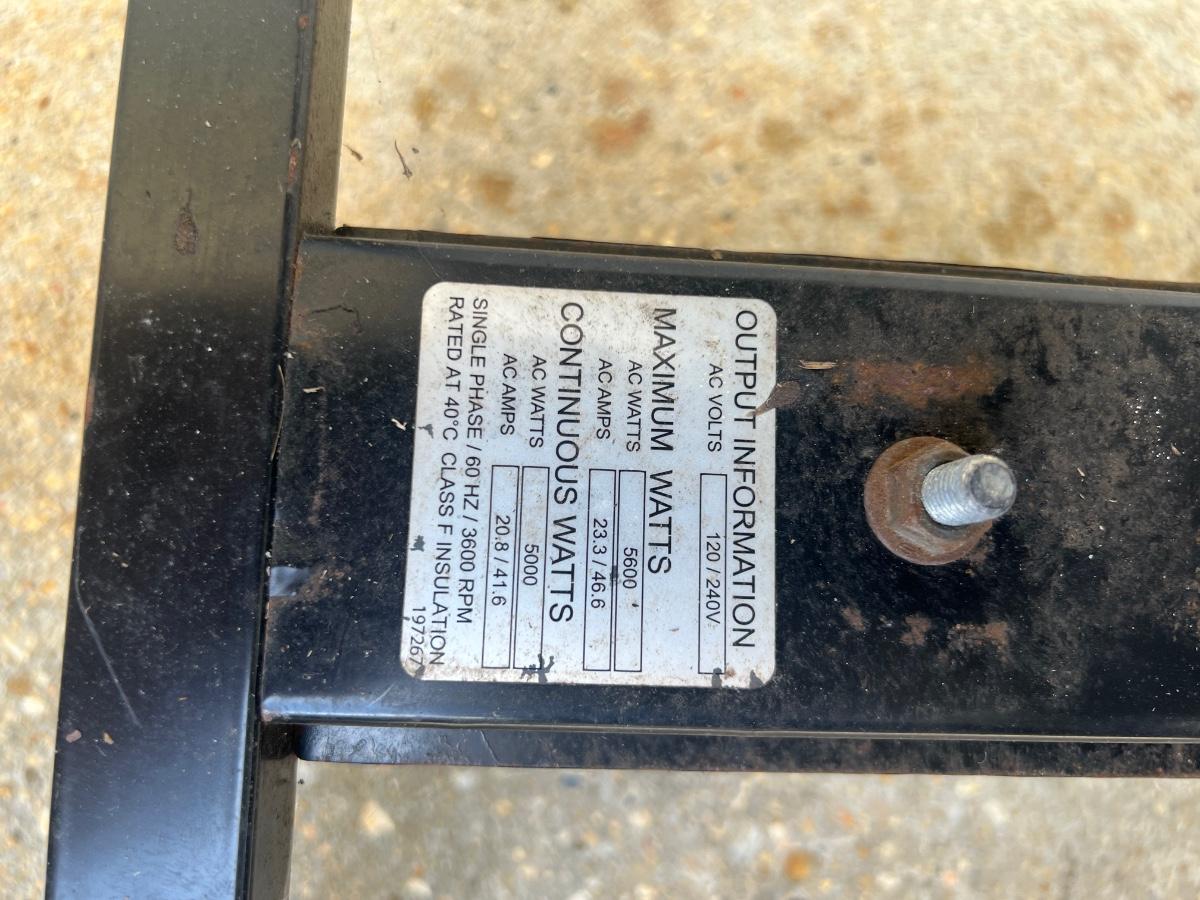 OUTPUT INFORMATION
AC VOLTS 120 / 240V
MAXIMUM WATTS
AC WATTS 5600
AC AMPS 23.3 / 46.6
CONTINUOUS WATTS
AC WATTS 5000
AC AMPS 20.8 / 41.6
SINGLE PHASE / 60 HZ / 3600 RPM
RATED AT 40°C CLASS F INSULATION
197267